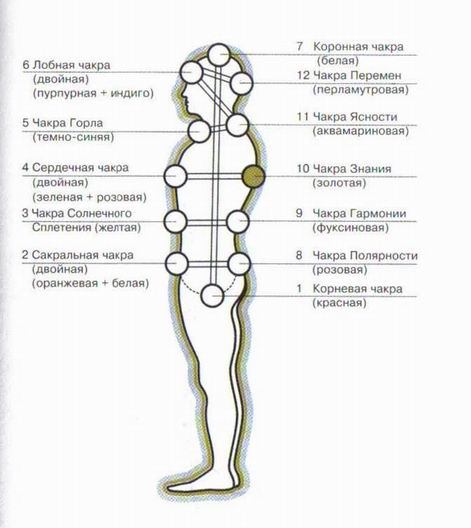 6 Лобная чакра
(двойная)
(пурпурная + индиго)
5 Чакра Горла
(темно-синяя)
4 Сердечная чакра
(двойная)
(зеленая + розовая)
3 Чакра Солнечного
Сплетения (желтая)
2 Сакральная чакра
(двойная)
(оранжевая + белая)
7 Коронная чакра
(белая)
12 Чакра Перемен
(перламутровая)
11 Чакра Ясности
(аквамариновая)
10 Чакра Знания
(золотая)
9 Чакра Гармонии
(фуксиновая)
8 Чакра Полярности
(розовая)
1 Корневая чакра
(красная)